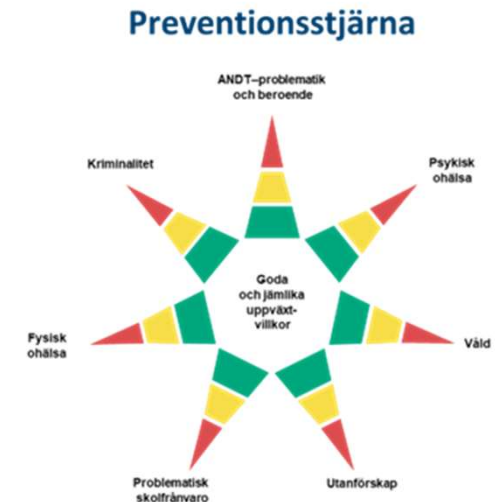 Preventionsstjärna
ANDT–problematik
och beroende
Kriminalitet
Psykisk
ohälsa
Goda
och jämlika
uppväxt-
villkor
Fysisk
ohälsa
Våld
Problematisk
skolfrånvaro
Utanförskap